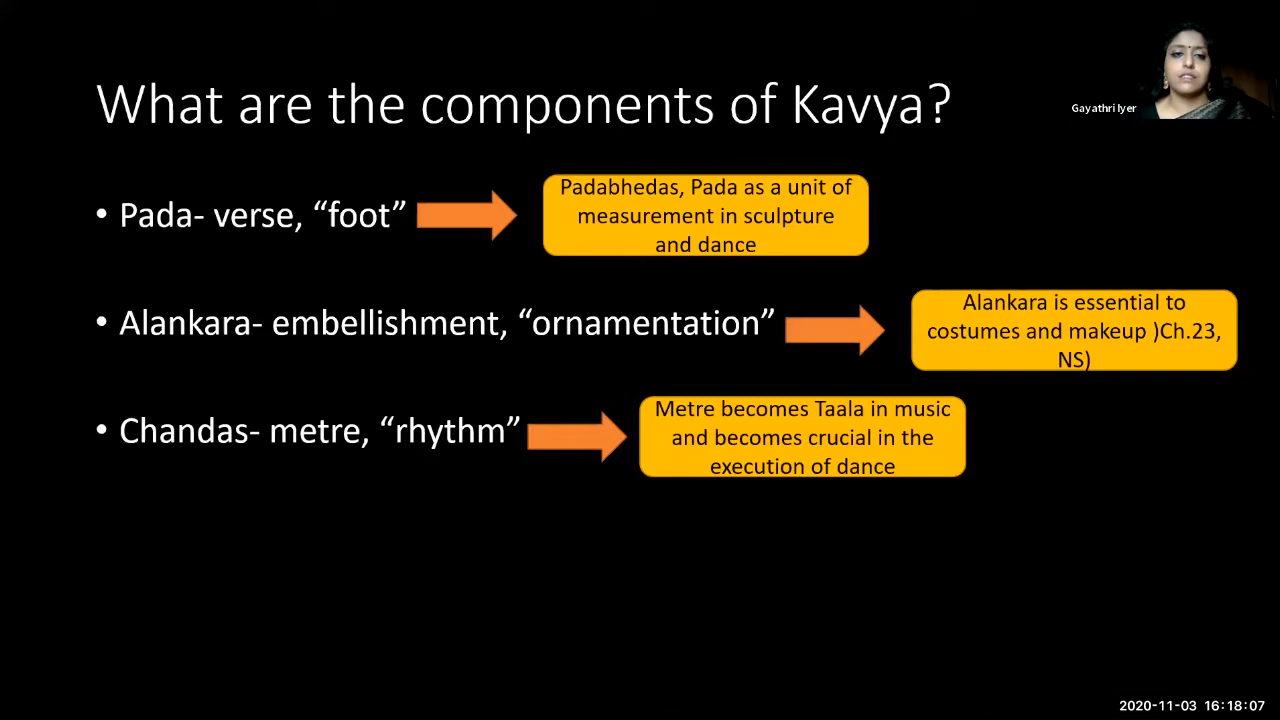 What are the components of Kavya?
Gayathri Iyer
• Pada- verse, “foot”
Padabhedas, Pada as a unit of
measurement in sculpture
and dance
• Alankara- embellishment, “ornamentation”
Alankara is essential to
costumes and makeup )Ch.23,
NS)
• Chandas- metre, “rhythm”
Metre becomes Taala in music
and becomes crucial in the
execution of dance
2020-11-03 16:18:07